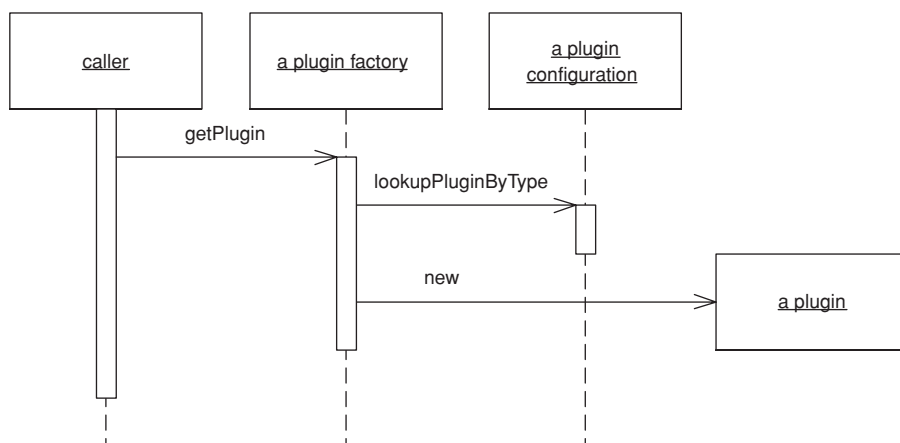 caller
a plugin factory
a plugin
configuration
getPlugin
lookupPluginByType
new
a plugin